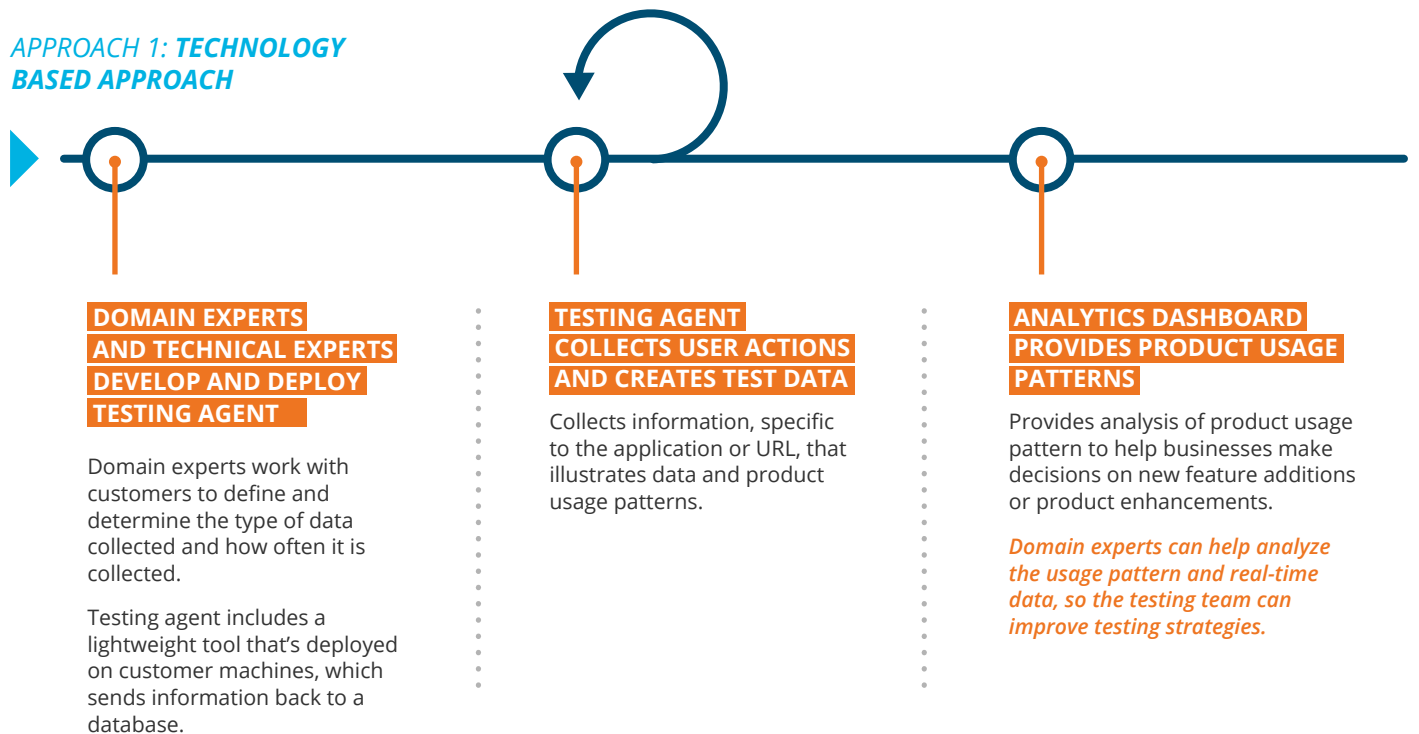 APPROACH 1: TECHNOLOGY
BASED APPROACH
DOMAIN EXPERTS
AND TECHNICAL EXPERTS
DEVELOP AND DEPLOY
TESTING AGENT
Domain experts work with
customers to define and
determine the type of data
collected and how often it is
collected.
Testing agent includes a
lightweight tool that’s deployed
on customer machines, which
sends information back to a
database.
TESTING AGENT
COLLECTS USER ACTIONS
AND CREATES TEST DATA
Collects information, specific
to the application or URL, that
illustrates data and product
usage patterns.
ANALYTICS DASHBOARD
PROVIDES PRODUCT USAGE
PATTERNS
Provides analysis of product usage
pattern to help businesses make
decisions on new feature additions
or product enhancements.
Domain experts can help analyze
the usage pattern and real-time
data, so the testing team can
improve testing strategies.